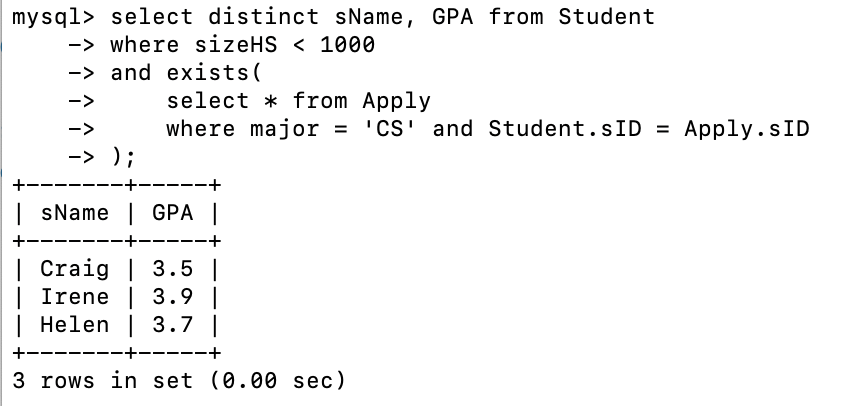 mysql> select distinct sName, GPA from Student
    -> where sizeHS < 1000
    -> and exists(
    ->     select * from Apply
    ->     where major = 'CS' and Student.sID = Apply.sID
    -> );
+-------+-----+
| sName | GPA |
+-------+-----+
| Craig | 3.5 |
| Irene | 3.9 |
| Helen | 3.7 |
+-------+-----+
3 rows in set (0.00 sec)